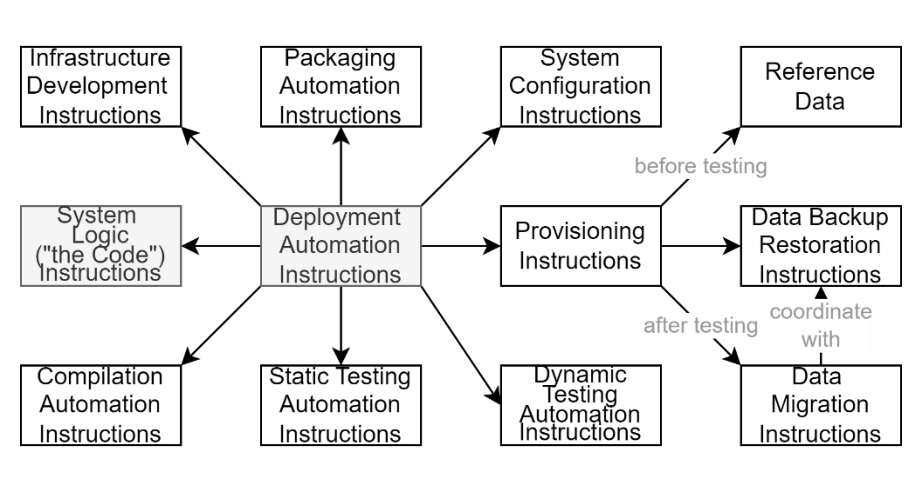 Infrastructure
Development
Instructions
Packaging
Automation
Instructions
System
Configuration
Instructions
Reference
Data
before testing
System
Logic
("the Code")
Instructions
Deployment
Automation
Instructions
Provisioning
Instructions
Data Backup
Restoration
Instructions
after testing
coordinate
with
Compilation
Automation
Instructions
Static Testing
Automation
Instructions
Dynamic
Testing
Automation
Instructions
Data
Migration
Instructions